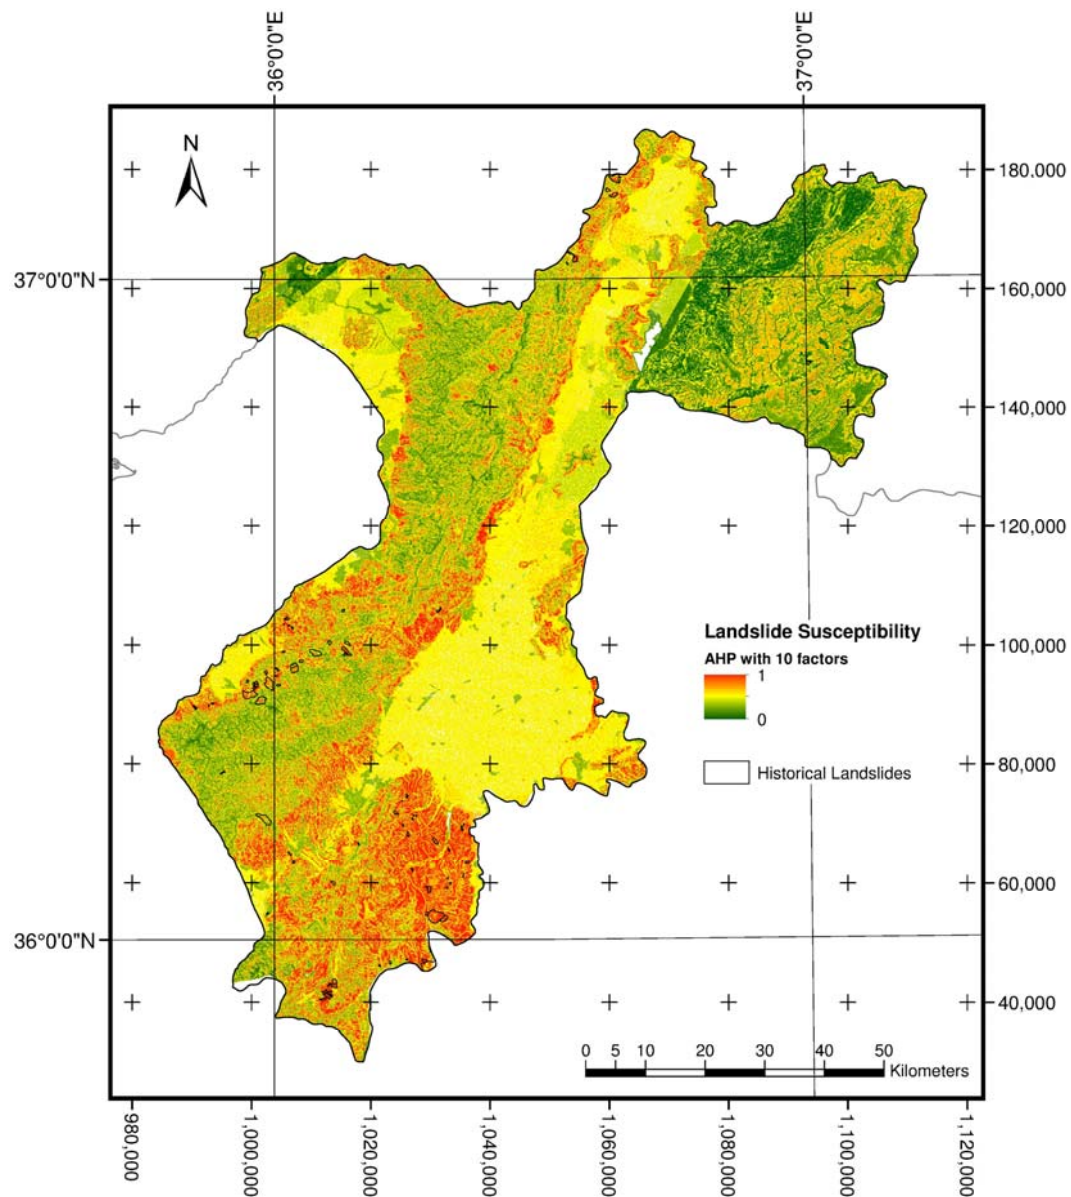 36°0'0"E
37°0'0"E
N
180,000
37°0'0"N
160,000
140,000
120,000
Landslide Susceptibility
100,000
AHP with 10 factors
1
0
Historical Landslides
80,000
60,000
36°0'0"N
40,000
0 5 10 20 30 40 50
Kilometers
980,000
1,000,000
1,020,000
1,040,000
1,060,000
1,080,000
1,100,000
1,120,000